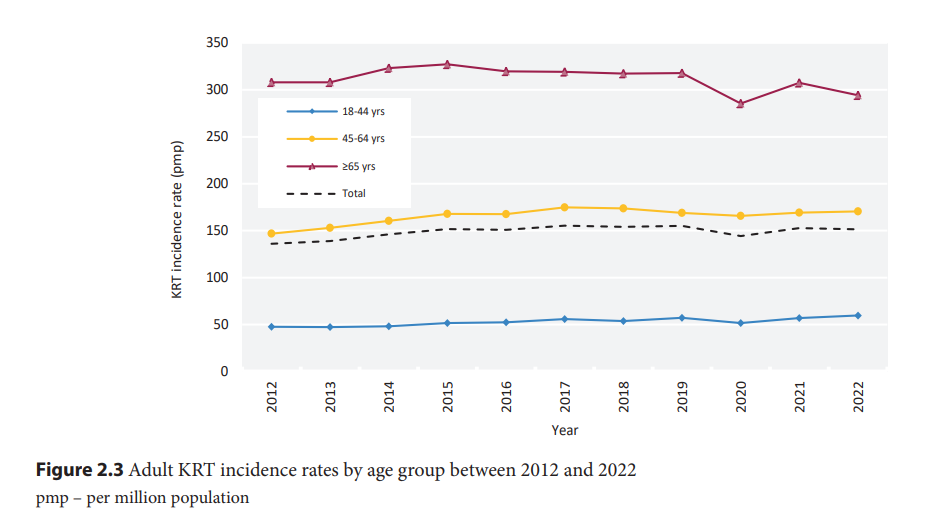 350
300
250
200
150
100
50
0
KRT incidence rate (pmp)
18-44 yrs
45-64 yrs
≥65 yrs
Total
2012 2013 2014 2015 2016 2017 2018 2019 2020 2021 2022
Year
Figure 2.3 Adult KRT incidence rates by age group between 2012 and 2022
pmp – per million population